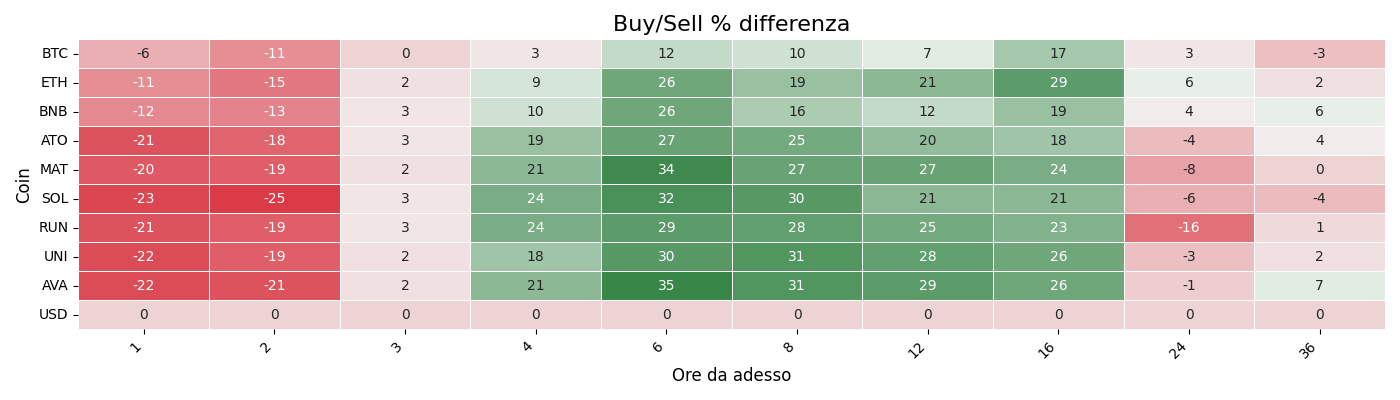 Buy/Sell % differenza
Coin
BTC -6 -11 0 3 12 10 7 17 3 -3
ETH -11 -15 2 9 26 19 21 29 6 2
BNB -12 -13 3 10 26 16 12 19 4 6
ATO -21 -18 3 19 27 25 20 18 -4 4
MAT -20 -19 2 21 34 27 27 24 -8 0
SOL -23 -25 3 24 32 30 21 21 -6 -4
RUN -21 -19 3 24 29 28 25 23 -16 1
UNI -22 -19 2 18 30 31 28 26 -3 2
AVA -22 -21 2 21 35 31 29 26 -1 7
USD 0 0 0 0 0 0 0 0 0 0
1 2 3 4 6 8 12 16 24 36
Ore da adesso